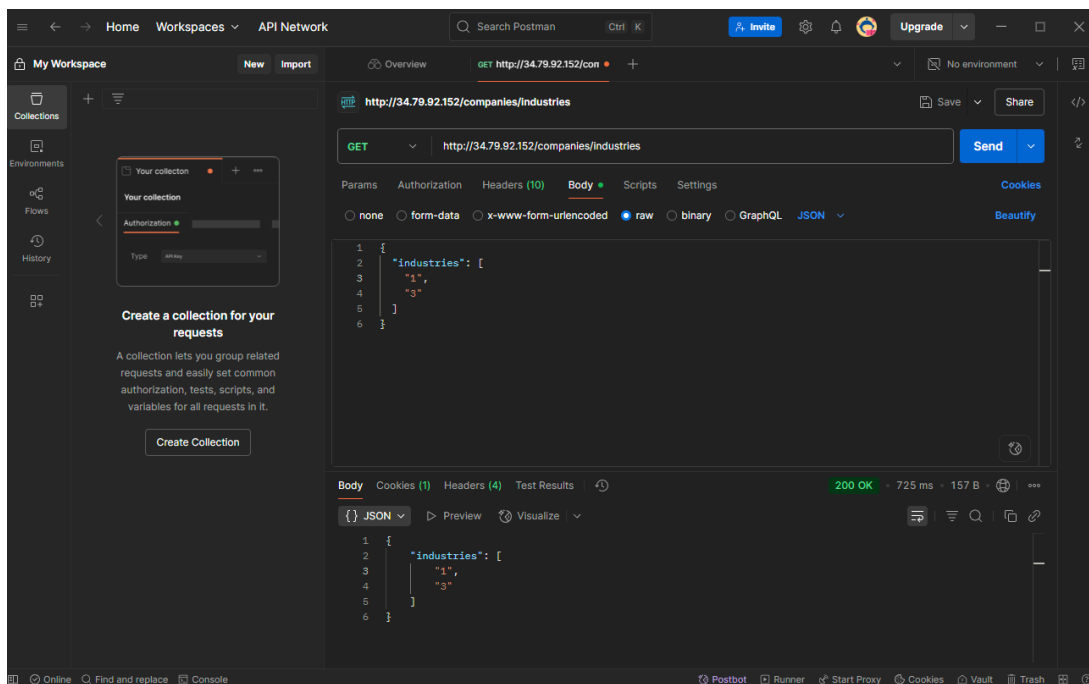 Home Workspaces API Network Search Postman Ctrl K Invite Upgrade
My Workspace New Import Overview GET http://34.79.92.152/con No environment
Collections
Environments
Flows
History
Your collecton
Your collection
Authorization
Type API Key
Create a collection for your
requests
A collection lets you group related
requests and easily set common
authorization, tests, scripts, and
variables for all requests in it.
Create Collection
HTTP http://34.79.92.152/companies/industries Save Share
GET http://34.79.92.152/companies/industries Send
Params Authorization Headers (10) Body Scripts Settings Cookies
none form-data x-www-form-urlencoded raw binary GraphQL JSON Beautify
1 {
2 "industries": [
3 "1",
4 "3"
5 ]
6 }
Body Cookies (1) Headers (4) Test Results 200 OK 725 ms 157 B
{} JSON Preview Visualize
1 {
2 "industries": [
3 "1",
4 "3"
5 ]
6 }
Online Find and replace Console Postbot Runner Start Proxy Cookies Vault Trash